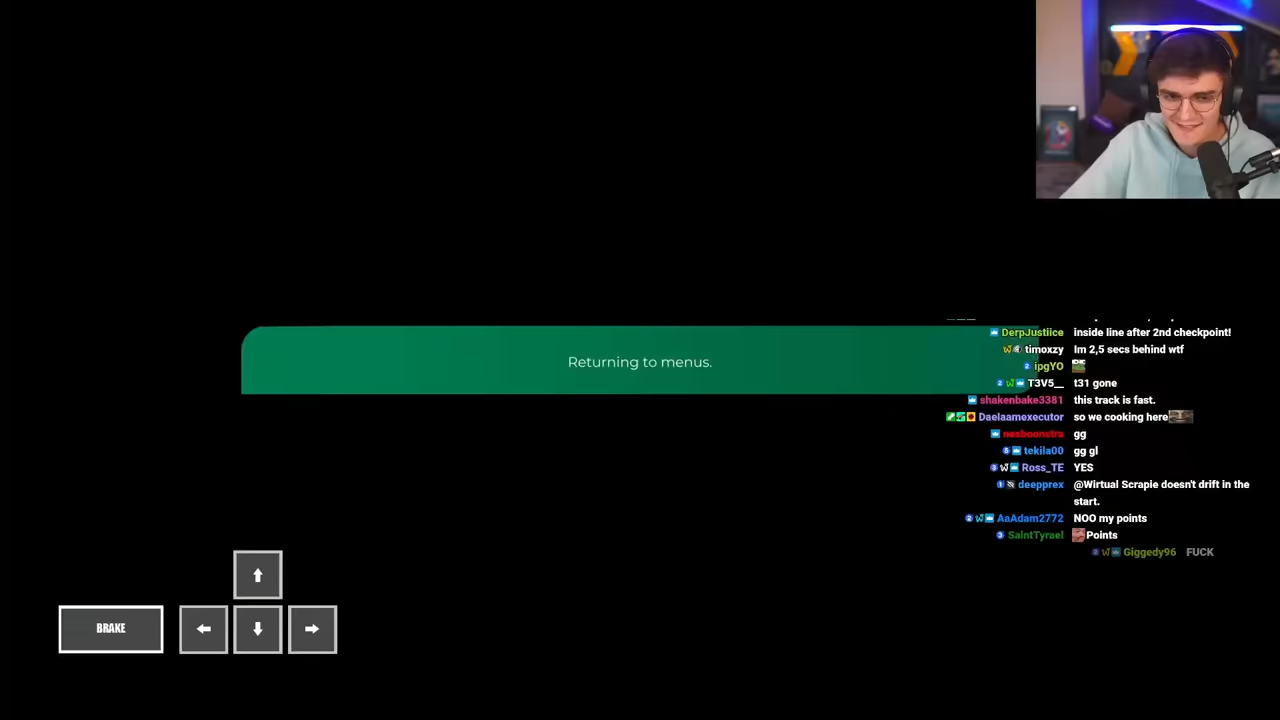 Returning to menus.
DerpJustiice inside line after 2nd checkpoint!
timoxzy Im 2,5 secs behind wtf
ipgYO
T3V5__ t31 gone
shakenbake3381 this track is fast.
Daelaamexecutor so we cooking here
gg
tekila00 gg gl
Ross_TE YES
deepprex @Wirtual Scrapie doesn't drift in the
start.
AaAdam2772 NOO my points
SaintTyrael Points
Giggedy96 FUCK
BRAKE